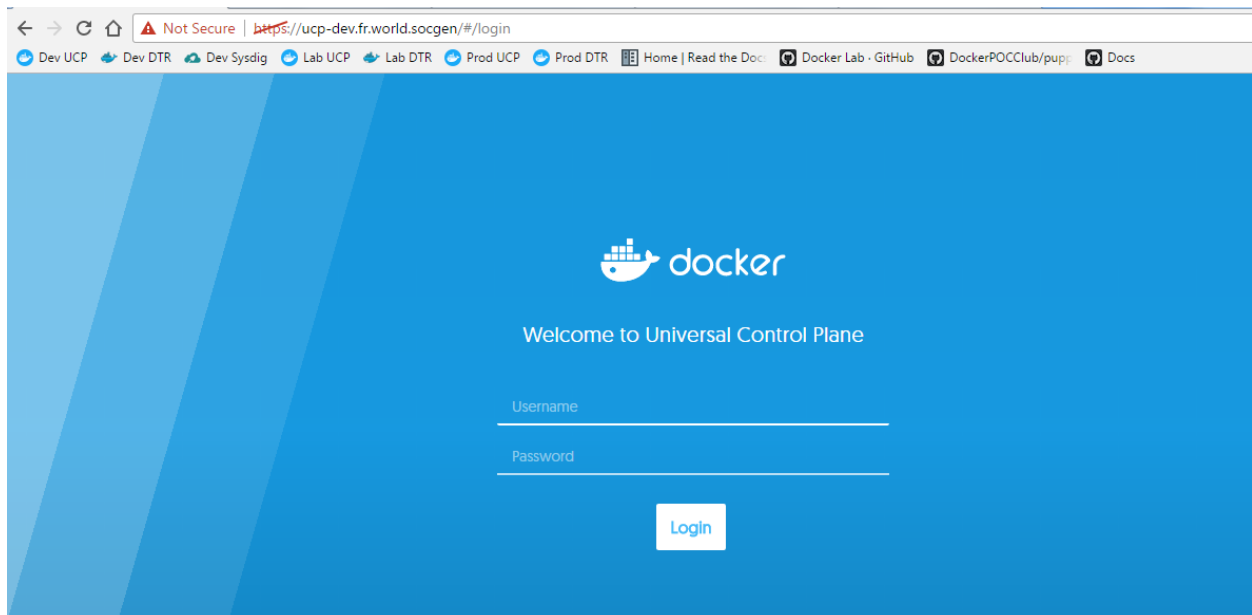 Not Secure | https://ucp-dev.fr.world.socgen/#/login
Dev UCP Dev DTR Dev Sysdig Lab UCP Lab DTR Prod UCP Prod DTR Home | Read the Doc Docker Lab · GitHub DockerPOCClub/pupp Docs
docker
Welcome to Universal Control Plane
Username
Password
Login